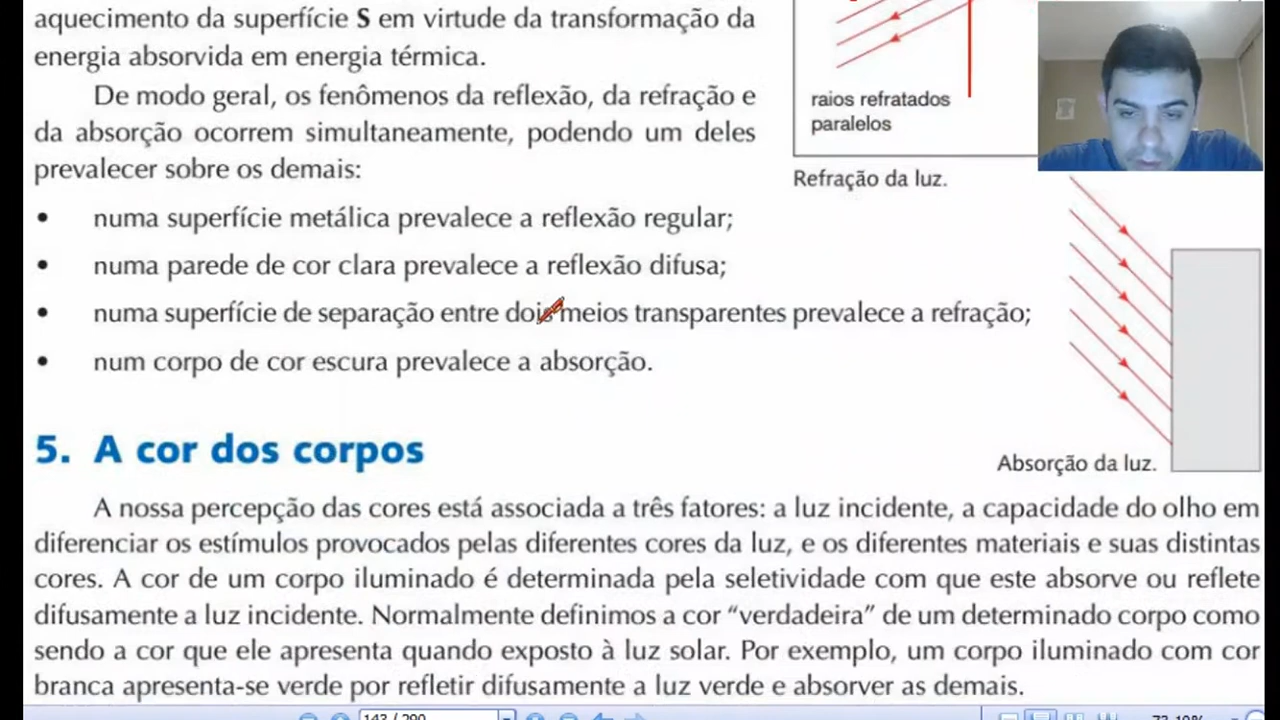 aquecimento da superfície S em virtude da transformação da
energia absorvida em energia térmica.
De modo geral, os fenômenos da reflexão, da refração e
da absorção ocorrem simultaneamente, podendo um deles
prevalecer sobre os demais:
• numa superfície metálica prevalece a reflexão regular;
• numa parede de cor clara prevalece a reflexão difusa;
• numa superfície de separação entre dois meios transparentes prevalece a refração;
• num corpo de cor escura prevalece a absorção.
raios refratados
paralelos
Refração da luz.
Absorção da luz.
5. A cor dos corpos
A nossa percepção das cores está associada a três fatores: a luz incidente, a capacidade do olho em
diferenciar os estímulos provocados pelas diferentes cores da luz, e os diferentes materiais e suas distintas
cores. A cor de um corpo iluminado é determinada pela seletividade com que este absorve ou reflete
difusamente a luz incidente. Normalmente definimos a cor “verdadeira” de um determinado corpo como
sendo a cor que ele apresenta quando exposto à luz solar. Por exemplo, um corpo iluminado com cor
branca apresenta-se verde por refletir difusamente a luz verde e absorver as demais.
143 / 290
73,19%